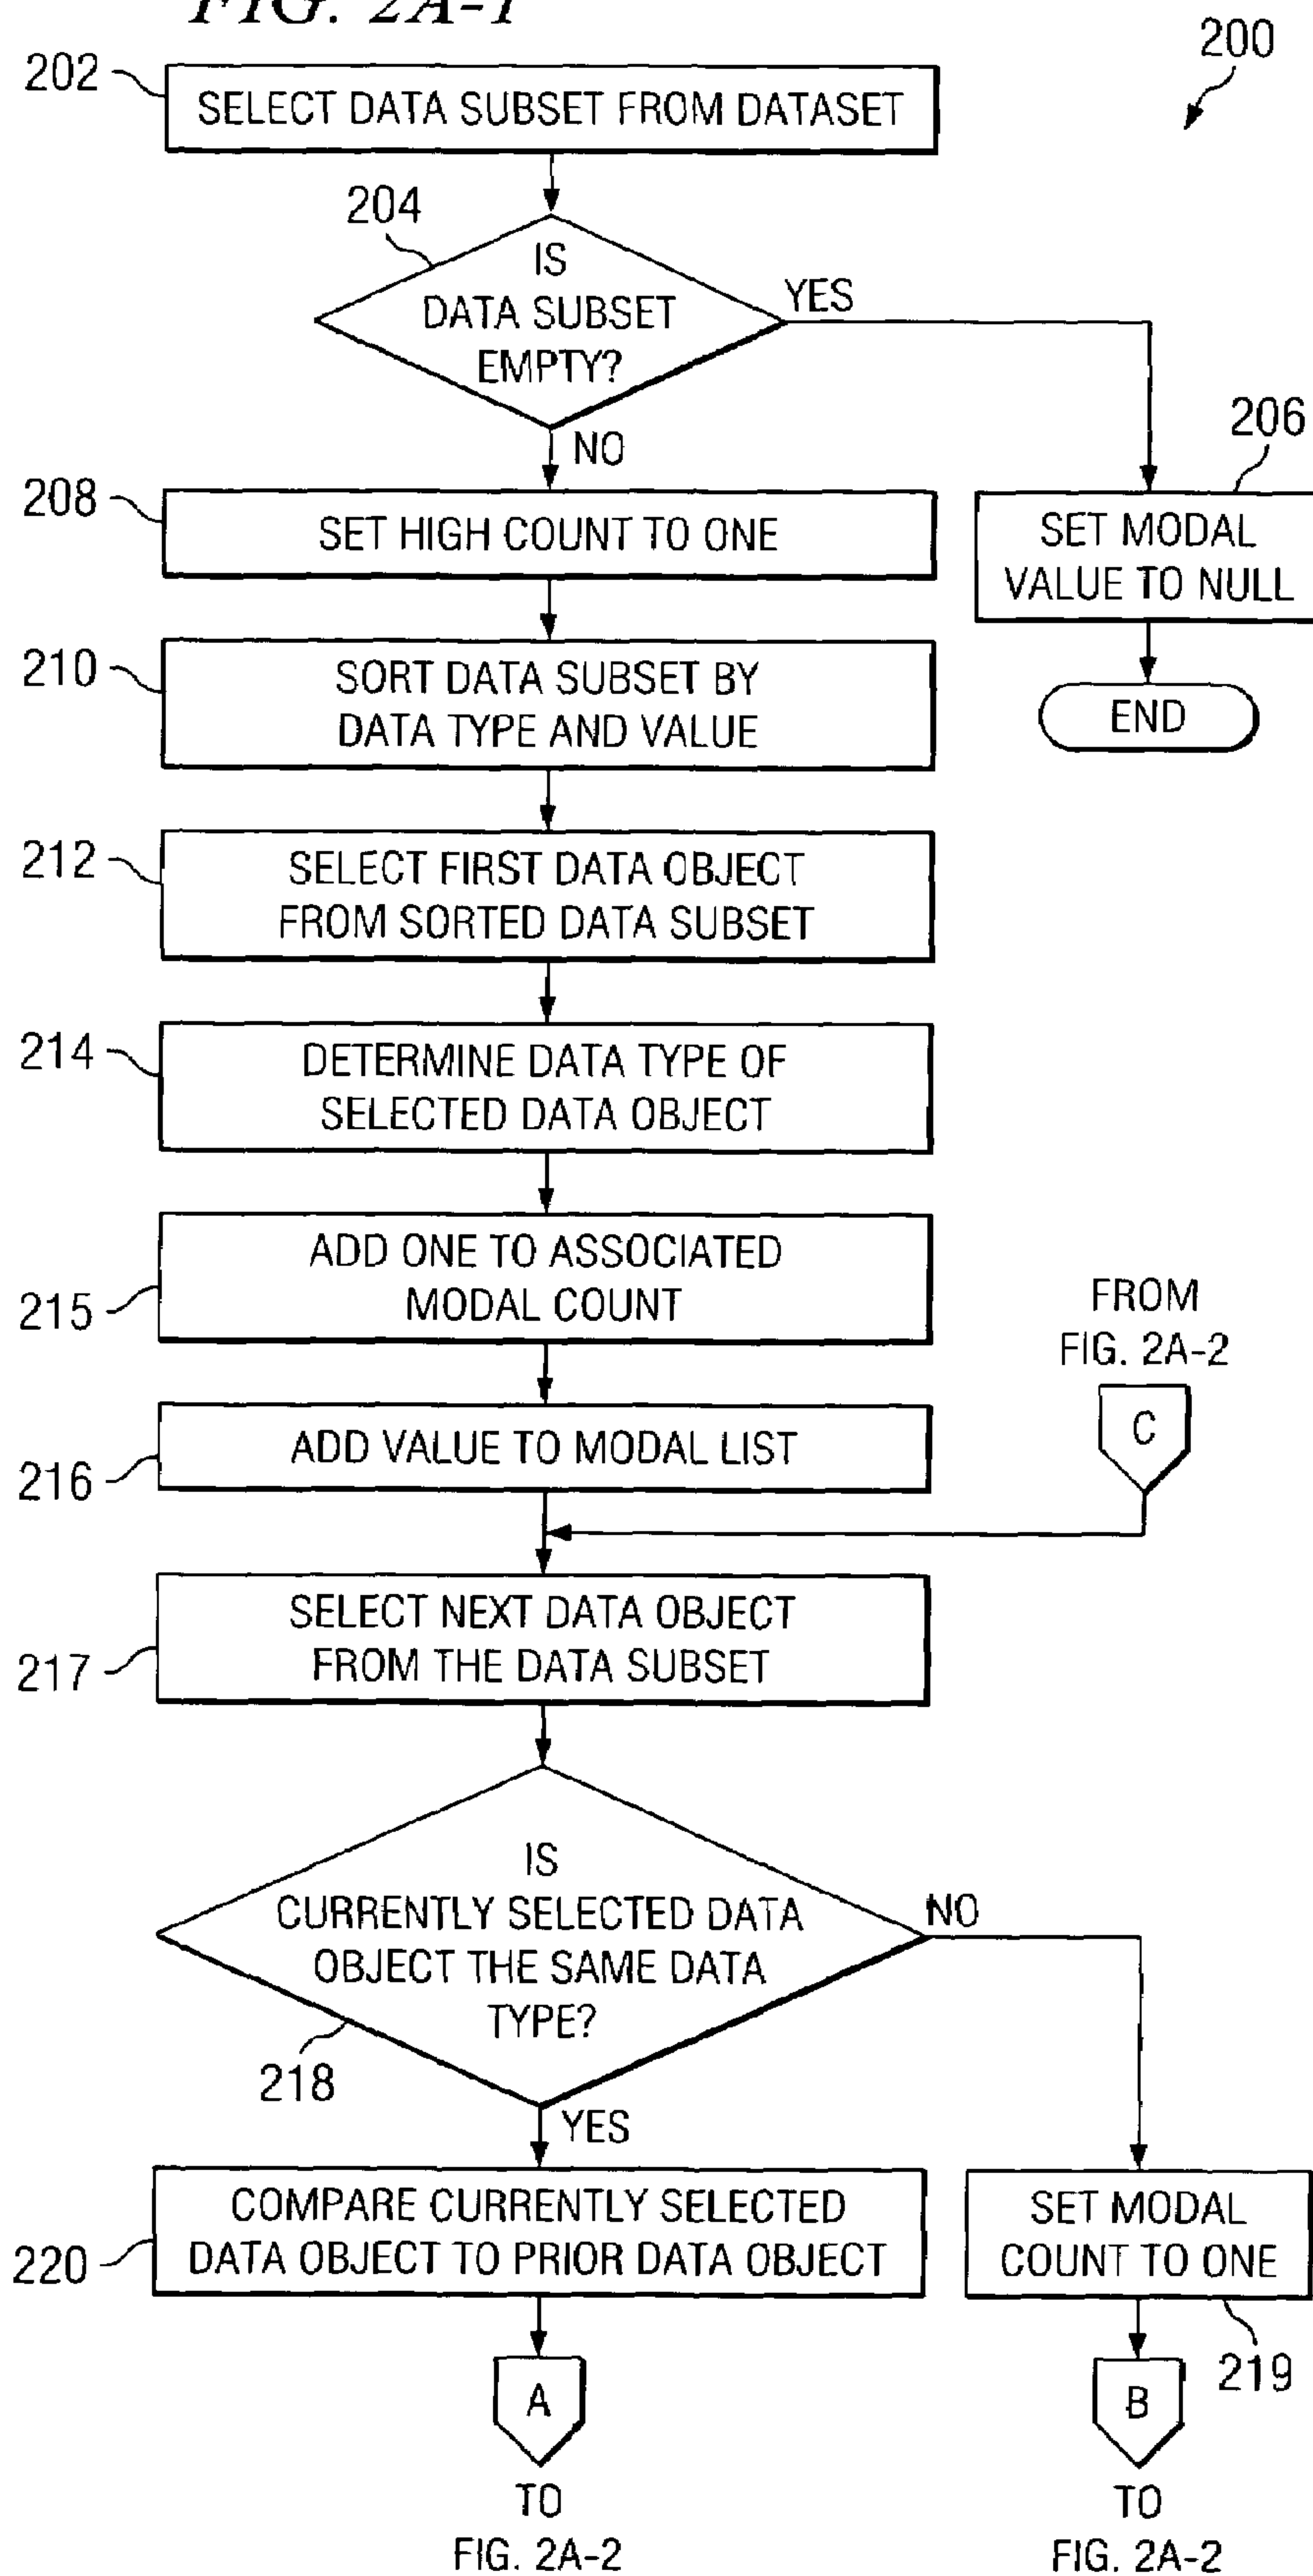 FIG. 2A-1
200
202
SELECT DATA SUBSET FROM DATASET
204
IS
DATA SUBSET
EMPTY?
YES
NO
206
SET MODAL
VALUE TO NULL
END
208
SET HIGH COUNT TO ONE
210
SORT DATA SUBSET BY
DATA TYPE AND VALUE
212
SELECT FIRST DATA OBJECT
FROM SORTED DATA SUBSET
214
DETERMINE DATA TYPE OF
SELECTED DATA OBJECT
215
ADD ONE TO ASSOCIATED
MODAL COUNT
FROM
FIG. 2A-2
C
216
ADD VALUE TO MODAL LIST
217
SELECT NEXT DATA OBJECT
FROM THE DATA SUBSET
IS
CURRENTLY SELECTED DATA
OBJECT THE SAME DATA
TYPE?
218
NO
YES
220
COMPARE CURRENTLY SELECTED
DATA OBJECT TO PRIOR DATA OBJECT
SET MODAL
COUNT TO ONE
219
A
TO
FIG. 2A-2
B
TO
FIG. 2A-2